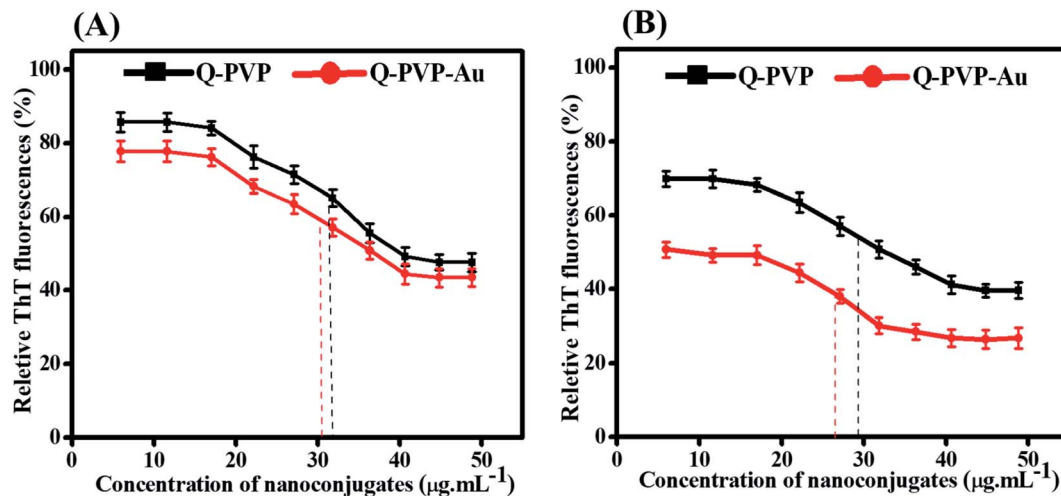 (A)
Q-PVP Q-PVP-Au
Reletive ThT fluorescences (%)
100
80
60
40
20
0
0 10 20 30 40 50
Concentration of nanoconjugates (µg.mL⁻¹)
(B)
Q-PVP Q-PVP-Au
Reletive ThT fluorescences (%)
100
80
60
40
20
0
0 10 20 30 40 50
Concentration of nanoconjugates (µg.mL⁻¹)